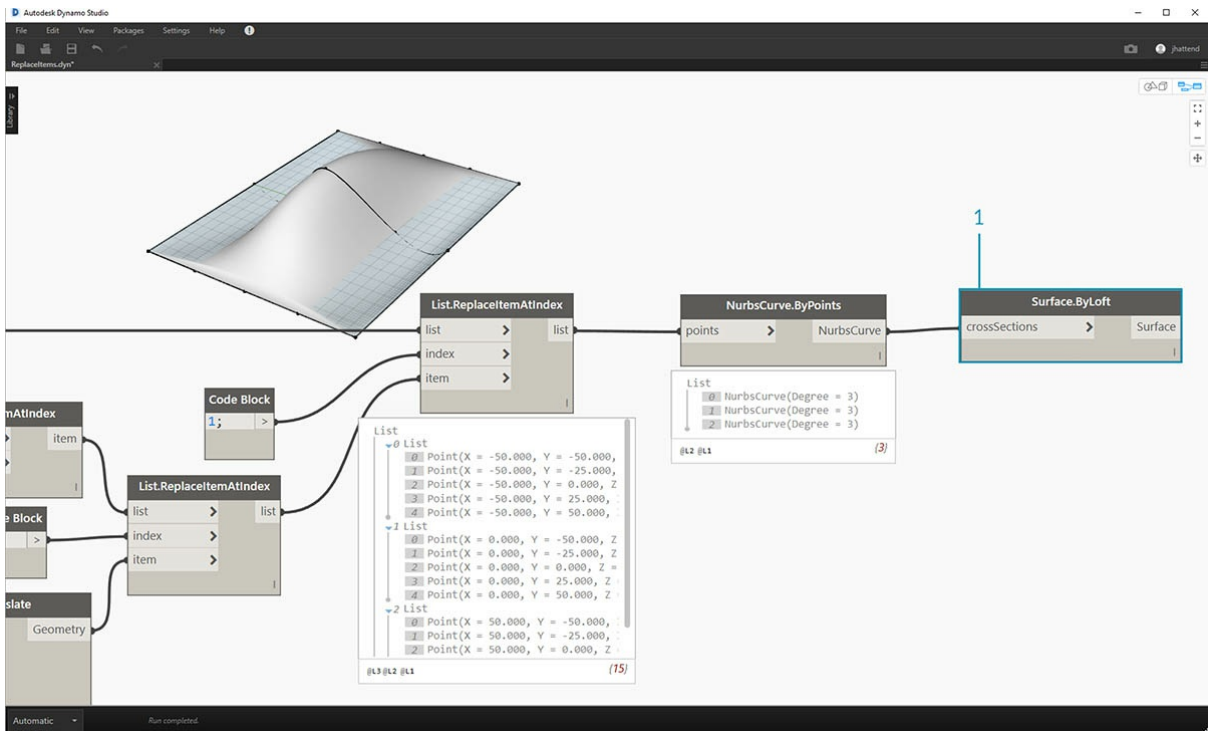 Autodesk Dynamo Studio
File Edit View Packages Settings Help
jhattend
ReplaceItems.dyn*
Library
1
List.ReplaceItemAtIndex
list > list
index >
item >
NurbsCurve.ByPoints
points > NurbsCurve
Surface.ByLoft
crossSections > Surface
List
0 NurbsCurve(Degree = 3)
1 NurbsCurve(Degree = 3)
2 NurbsCurve(Degree = 3)
@L2 @L1 {3}
Code Block
1; >
mAtIndex
item
List
0 List
0 Point(X = -50.000, Y = -50.000,
1 Point(X = -50.000, Y = -25.000,
2 Point(X = -50.000, Y = 0.000, Z
3 Point(X = -50.000, Y = 25.000,
4 Point(X = -50.000, Y = 50.000,
1 List
0 Point(X = 0.000, Y = -50.000, Z
1 Point(X = 0.000, Y = -25.000, Z
2 Point(X = 0.000, Y = 0.000, Z =
3 Point(X = 0.000, Y = 25.000, Z
4 Point(X = 0.000, Y = 50.000, Z
2 List
0 Point(X = 50.000, Y = -50.000,
1 Point(X = 50.000, Y = -25.000,
2 Point(X = 50.000, Y = 0.000, Z
@L3 @L2 @L1 {15}
List.ReplaceItemAtIndex
list > list
index >
item >
e Block
>
slate
Geometry
Automatic
Run completed.